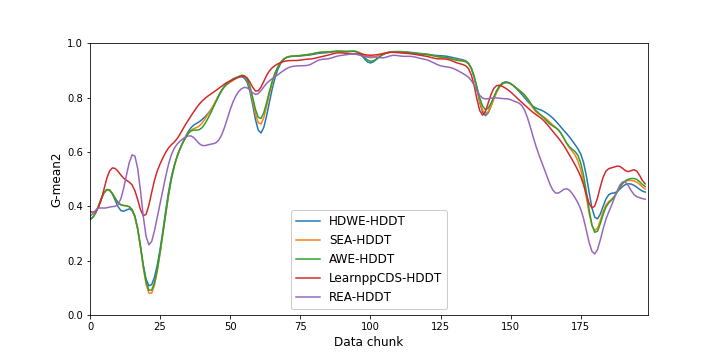 1.0
0.8
0.6
0.4
0.2
0.0
G-mean2
HDWE-HDDT
SEA-HDDT
AWE-HDDT
LearnppCDS-HDDT
REA-HDDT
0 25 50 75 100 125 150 175
Data chunk